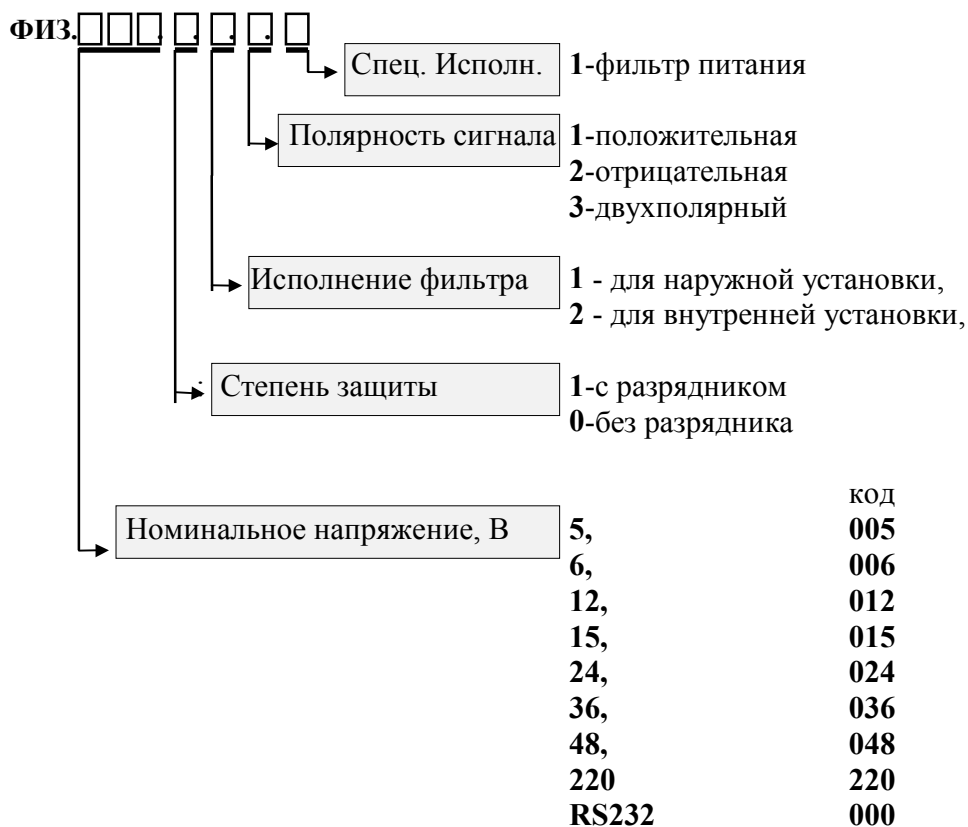 ФИЗ.□□□.□.□.□.□
Спец. Исполн. 1-фильтр питания
Полярность сигнала 1-положительная
2-отрицательная
3-двухполярный
Исполнение фильтра 1 - для наружной установки,
2 - для внутренней установки,
Степень защиты 1-с разрядником
0-без разрядника
код
Номинальное напряжение, В 5, 005
6, 006
12, 012
15, 015
24, 024
36, 036
48, 048
220 220
RS232 000